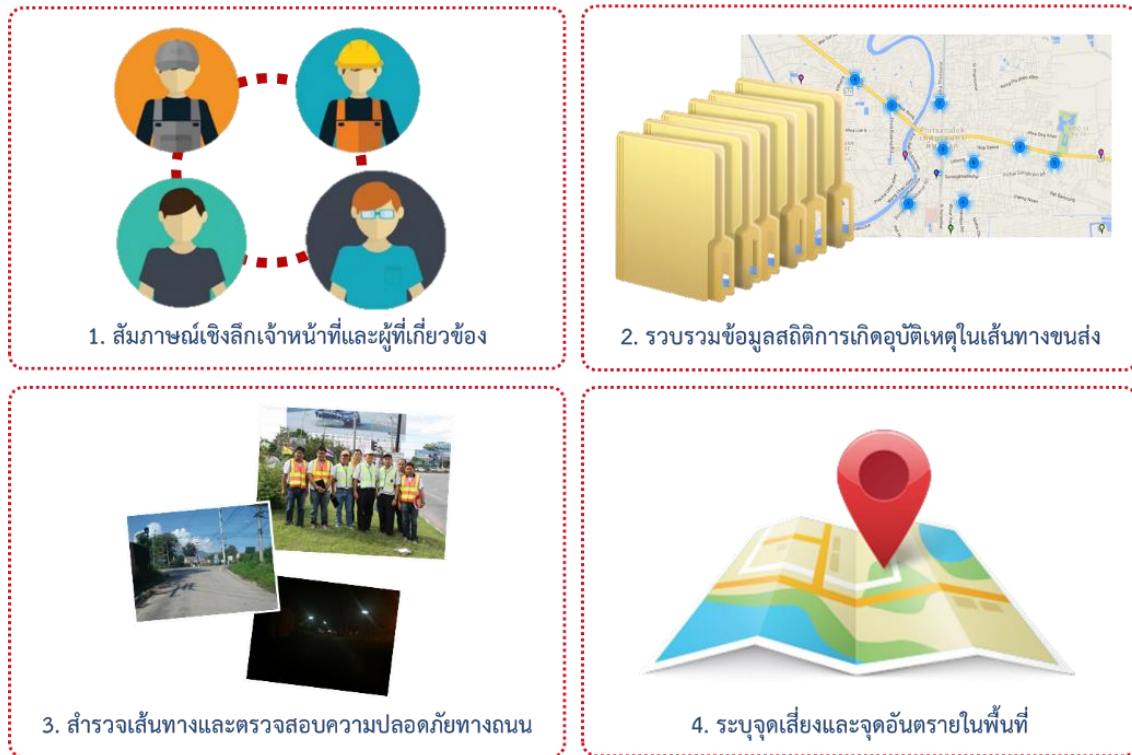 1. สัมภาษณ์เชิงลึกเจ้าหน้าที่และผู้ที่เกี่ยวข้อง
Phitsanulok
2. รวบรวมข้อมูลสถิติการเกิดอุบัติเหตุในเส้นทางขนส่ง
3. สำรวจเส้นทางและตรวจสอบความปลอดภัยทางถนน
4. ระบุจุดเสี่ยงและจุดอันตรายในพื้นที่